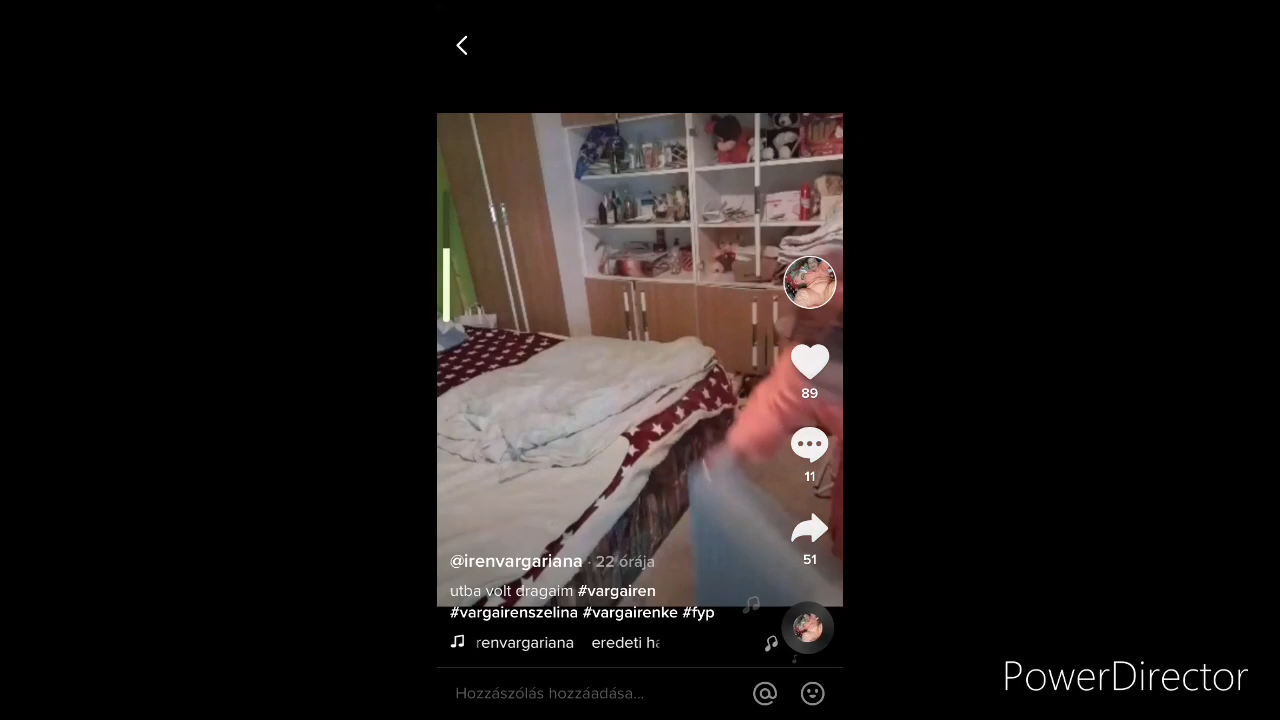 89
11
51
@irenvargariana · 22 órája
utba volt dragaim #vargairen
#vargairenszelina #vargairenke #fyp
renvargariana eredeti ha
Hozzászólás hozzáadása...
PowerDirector